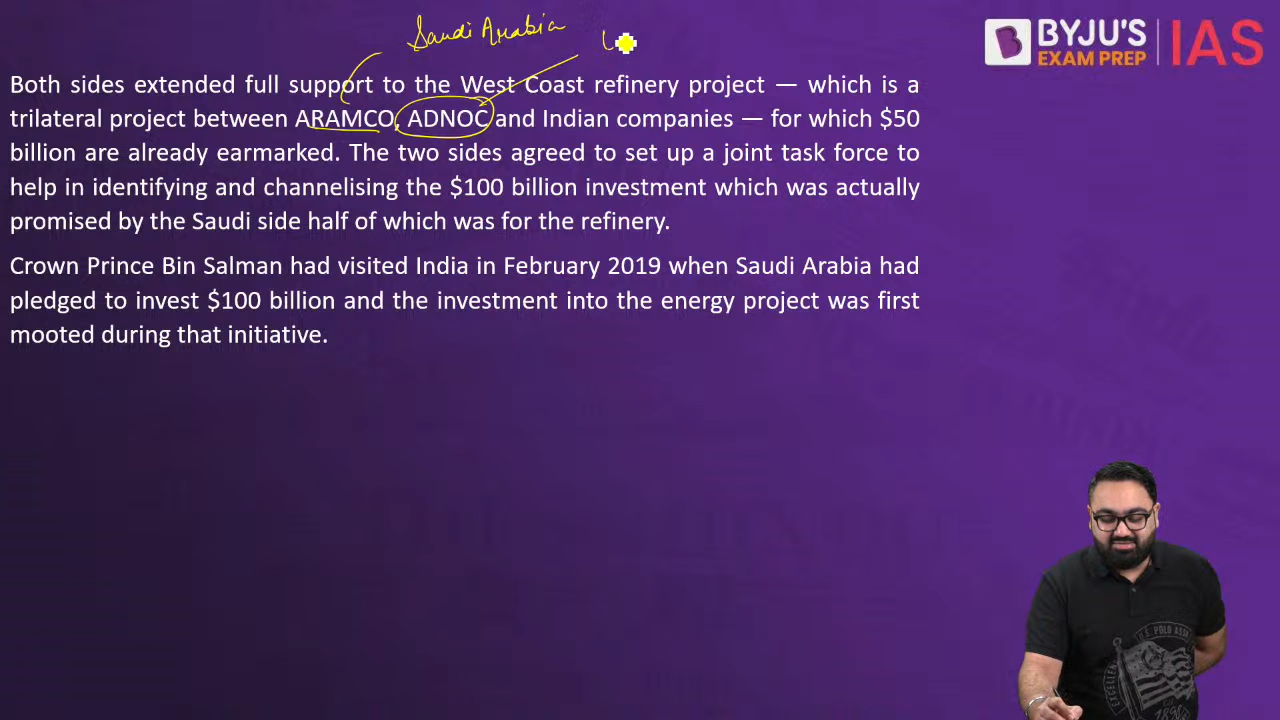 Saudi Arabia
BYJU'S
EXAM PREP
IAS
Both sides extended full support to the West Coast refinery project — which is a
trilateral project between ARAMCO, ADNOC and Indian companies — for which $50
billion are already earmarked. The two sides agreed to set up a joint task force to
help in identifying and channelising the $100 billion investment which was actually
promised by the Saudi side half of which was for the refinery.
Crown Prince Bin Salman had visited India in February 2019 when Saudi Arabia had
pledged to invest $100 billion and the investment into the energy project was first
mooted during that initiative.
U.S. POLO ASSN